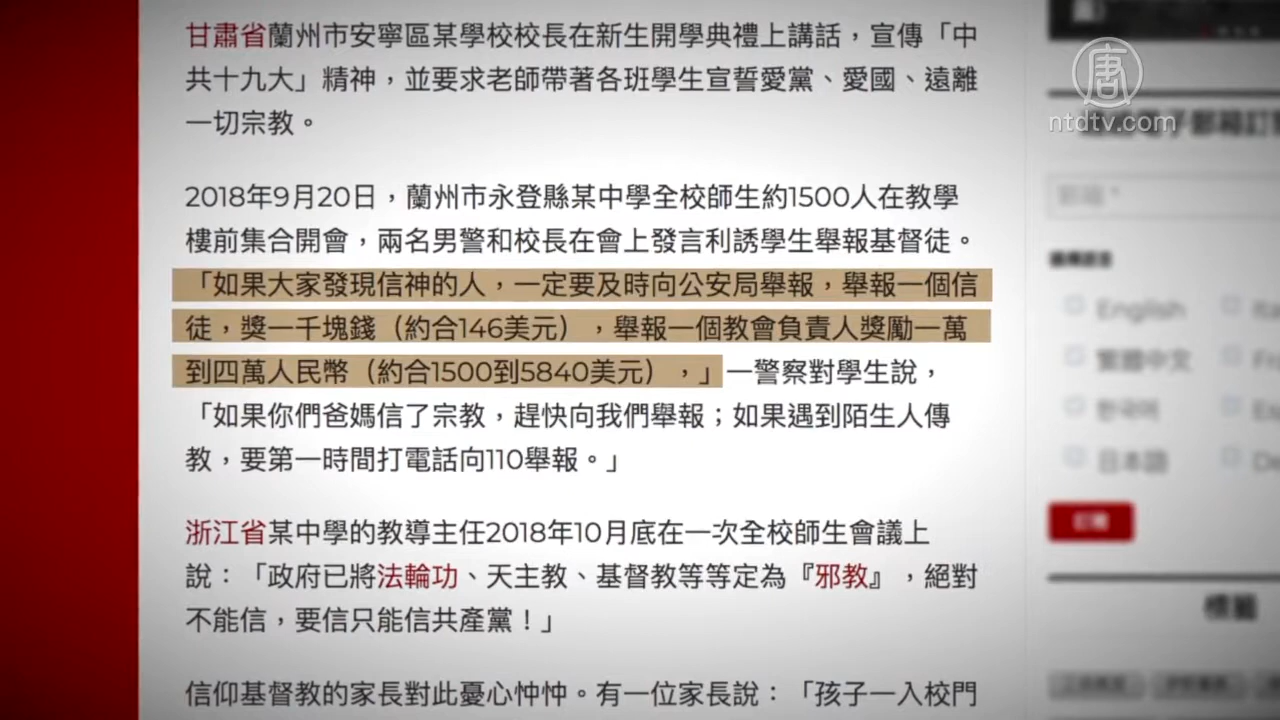 甘肅省蘭州市安寧區某學校校長在新生開學典禮上講話，宣傳「中
共十九大」精神，並要求老師帶著各班學生宣誓愛黨、愛國、遠離
一切宗教。
唐
ntdtv.com
2018年9月20日，蘭州市永登縣某中學全校師生約1500人在教學
樓前集合開會，兩名男警和校長在會上發言利誘學生舉報基督徒。
「如果大家發現信神的人，一定要及時向公安局舉報，舉報一個信
徒，獎一千塊錢（約合146美元），舉報一個教會負責人獎勵一萬
到四萬人民幣（約合1500到5840美元），」一警察對學生說，
「如果你們爸媽信了宗教，趕快向我們舉報；如果遇到陌生人傳
教，要第一時間打電話向110舉報。」
浙江省某中學的教導主任2018年10月底在一次全校師生會議上
說：「政府已將法輪功、天主教、基督教等等定為『邪教』，絕對
不能信，要信只能信共產黨！」
信仰基督教的家長對此憂心忡忡。有一位家長說：「孩子一入校門
English
繁體中文
한국어
日本語
訂閱
標籤